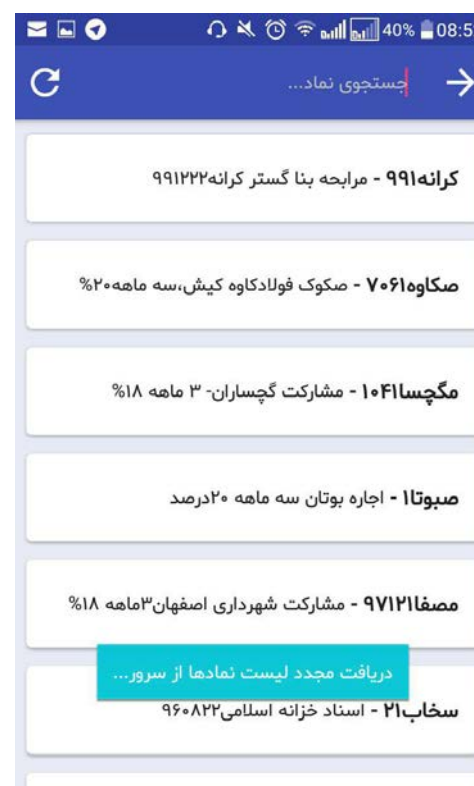 40% 08:5
جستجوی نماد...
کرانه۹۹۱ - مرابحه بنا گستر کرانه۹۹۱۲۲۲
صکاوه۷۰۶۱ - صکوک فولادکاوه کیش،سه ماهه۲۰%
مگچسا۱۰۴۱ - مشارکت گچساران- ۳ ماهه ۱۸%
صبوتا۱ - اجاره بوتان سه ماهه ۲۰درصد
مصفا۹۷۱۲۱ - مشارکت شهرداری اصفهان۳ماهه ۱۸%
دریافت مجدد لیست نمادها از سرور...
سخاب۲۱ - اسناد خزانه اسلامی۹۶۰۸۲۲